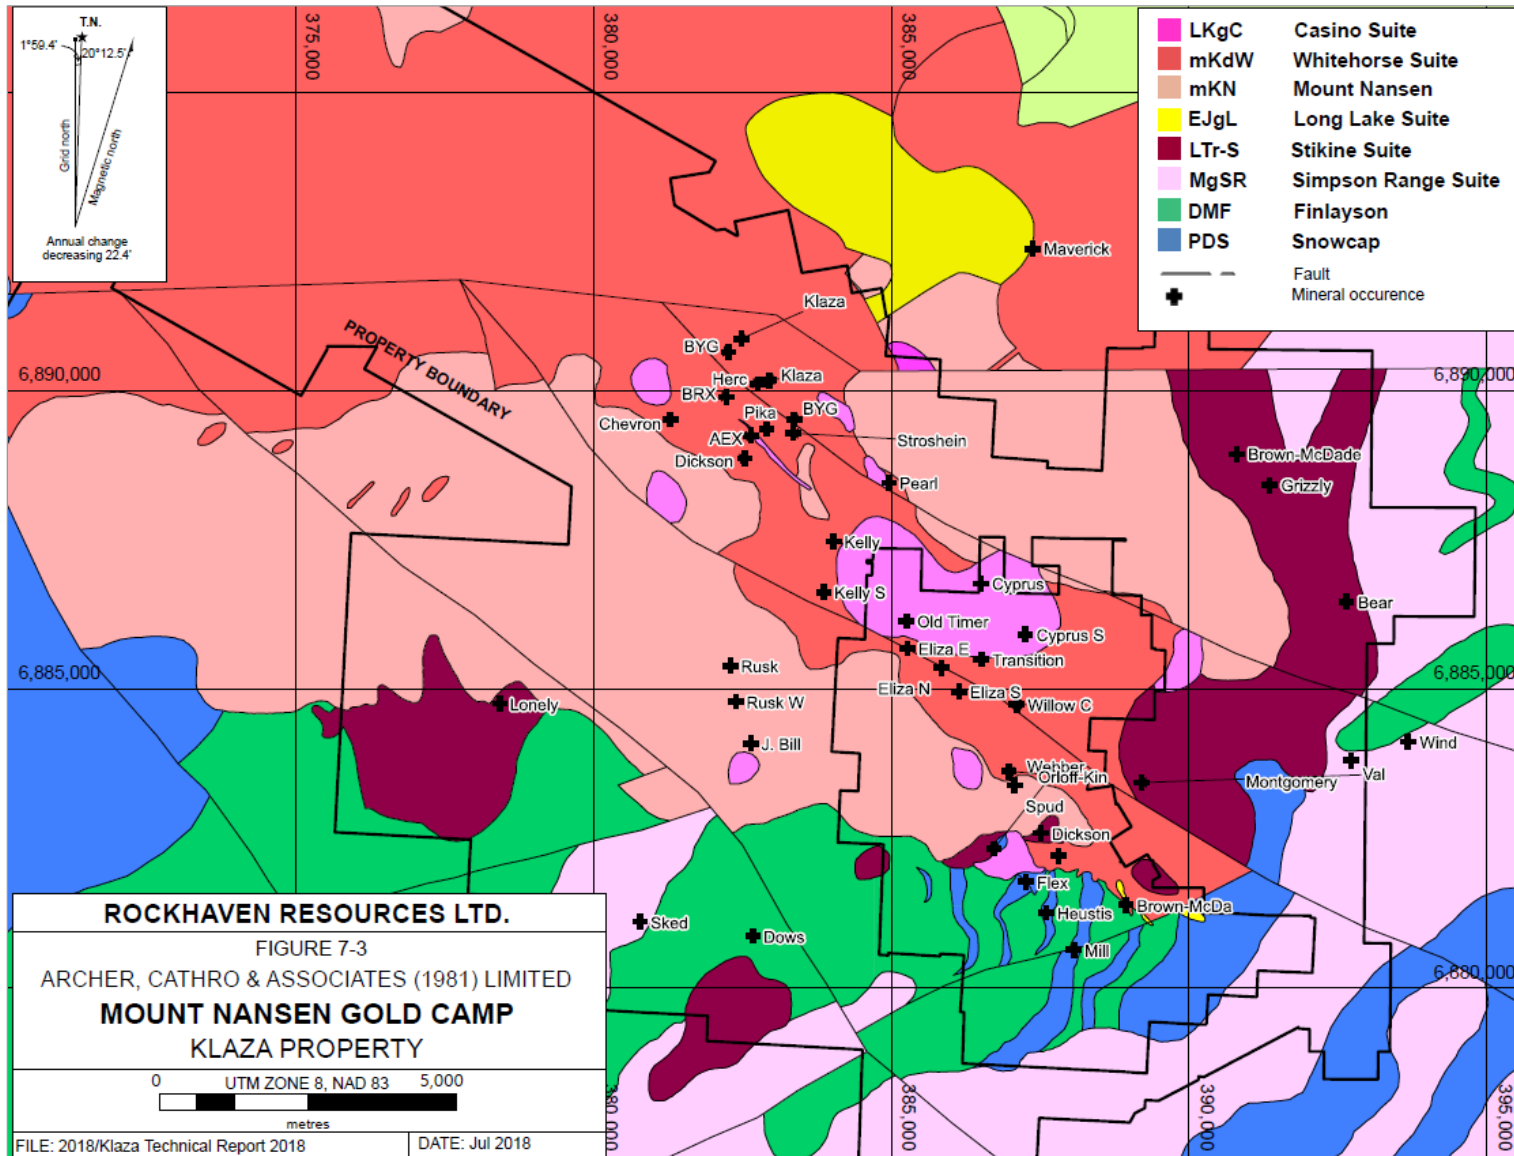 T.N.
1°59.4'
20°12.5'
Grid north
Magnetic north
Annual change
decreasing 22.4'
375,000
380,000
385,000
LKgC Casino Suite
mKdW Whitehorse Suite
mKN Mount Nansen
EJgL Long Lake Suite
LTr-S Stikine Suite
MgSR Simpson Range Suite
DMF Finlayson
PDS Snowcap
Fault
Mineral occurence
Maverick
Klaza
PROPERTY BOUNDARY
BYG
6,890,000
6,890,000
Herc
Klaza
BRX
Pika
BYG
Chevron
AEX
Stroshein
Dickson
Brown-McDade
Pearl
Grizzly
Kelly
Cyprus
Kelly S
Bear
Old Timer
Cyprus S
Eliza E
Transition
Rusk
6,885,000
6,885,000
Eliza N
Eliza S
Rusk W
Lonely
Willow C
J. Bill
Wind
Webber
Val
Orloff-Kin
Montgomery
Spud
Dickson
Flex
Sked
Heustis
Brown-McDa
Dows
Mill
6,880,000
380,000
385,000
390,000
395,000
ROCKHAVEN RESOURCES LTD.
FIGURE 7-3
ARCHER, CATHRO & ASSOCIATES (1981) LIMITED
MOUNT NANSEN GOLD CAMP
KLAZA PROPERTY
0 UTM ZONE 8, NAD 83 5,000
metres
FILE: 2018/Klaza Technical Report 2018
DATE: Jul 2018